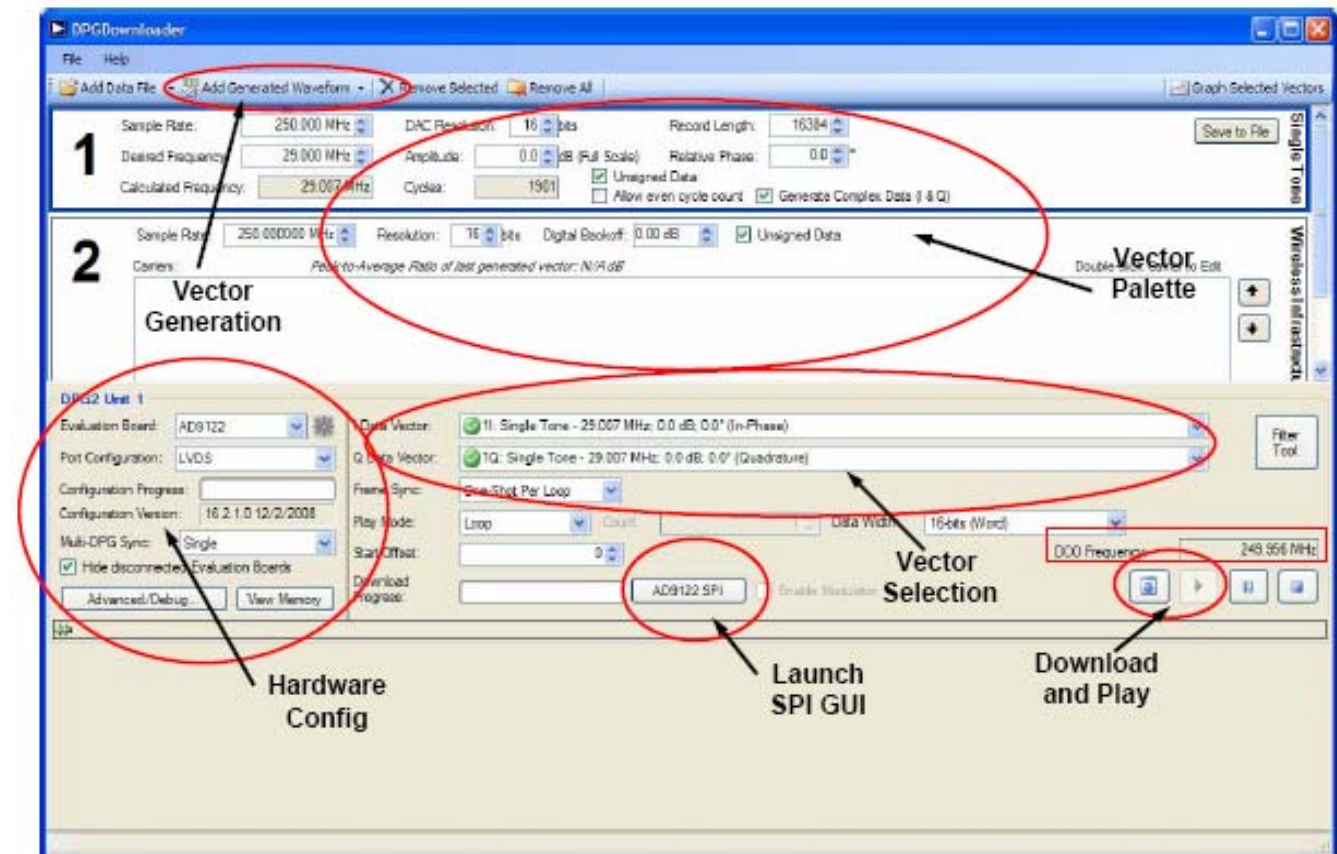 DPGDownloader
File Help
Add Data File Add Generated Waveform Remove Selected Remove All Graph Selected Vectors
1
Sample Rate: 250.000 MHz DAC Resolution: 16 bits Record Length: 16384
Save to File
Single Tone
Desired Frequency: 29.000 MHz Amplitude: 0.0 dB (Full Scale) Relative Phase: 0.0 °
Unsigned Data
Calculated Frequency: 29.007 MHz Cycles: 1901
Allow even cycle count Generate Complex Data (I & Q)
2
Sample Rate: 250.000000 MHz Resolution: 16 bits Digital Backoff: 0.00 dB Unsigned Data
Carriers: Peak-to-Average Ratio of last generated vector: N/A dB to Edit
Wireless Infrastructu
Vector
Generation
Vector
Palette
DPG2 Unit 1
Evaluation Board: AD9122
Port Configuration: LVDS
Configuration Progress:
Configuration Version: 16.2.1.0 12/2/2008
Multi-DPG Sync: Single
Hide disconnected Evaluation Boards
Advanced/Debug... View Memory
Data Vector: 1I: Single Tone - 29.007 MHz; 0.0 dB; 0.0° (In-Phase)
Q Data Vector: 1Q: Single Tone - 29.007 MHz; 0.0 dB; 0.0° (Quadrature)
Filter
Tool
Frame Sync: One-Shot Per Loop
Play Mode: Loop Count: Data Width: 16-bits (Word)
Start Offset: 0
DCO Frequency: 249.956 MHz
Download
Progress:
AD9122 SPI Enable Modulator
Vector
Selection
Hardware
Config
Launch
SPI GUI
Download
and Play